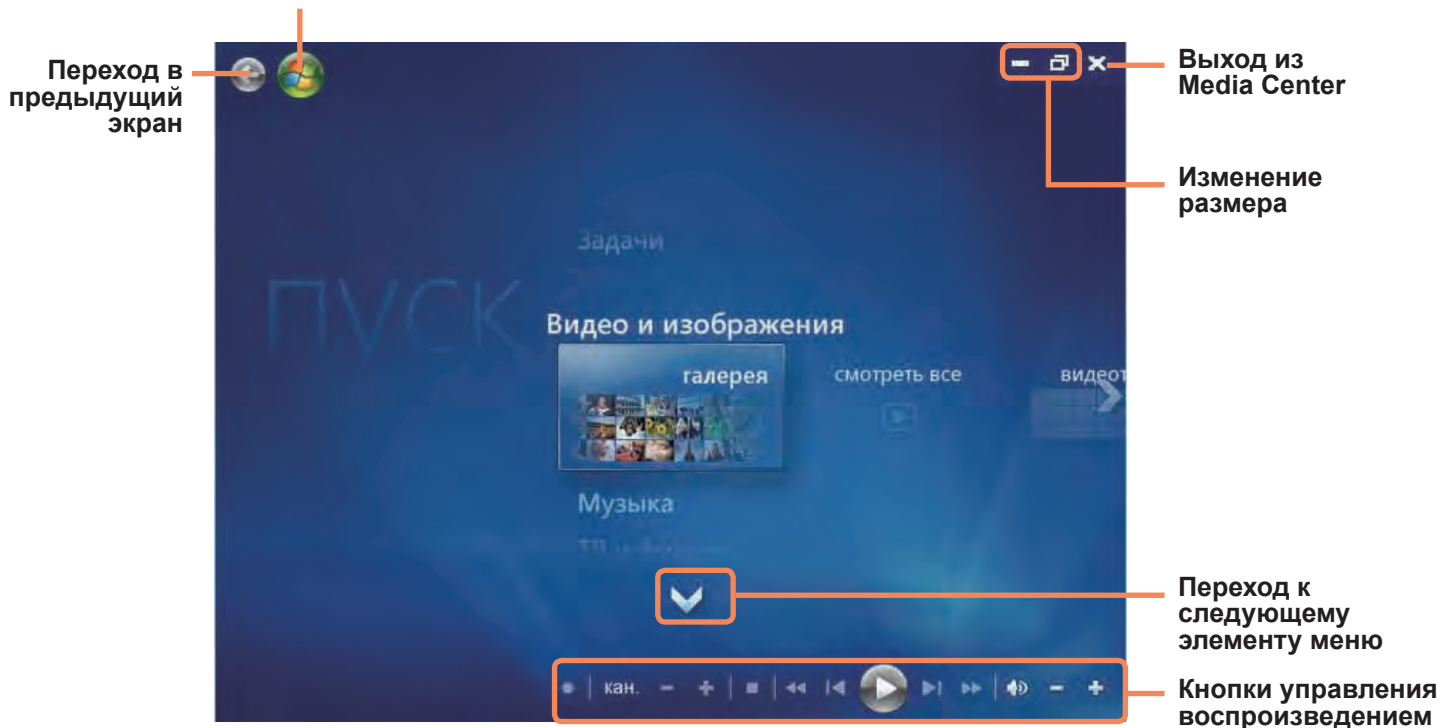 Переход в
предыдущий
экран
Выход из
Media Center
Изменение
размера
Задачи
ПУСК
Видео и изображения
галерея
смотреть все
видеот
Музыка
Переход к
следующему
элементу меню
кан.
Кнопки управления
воспроизведением